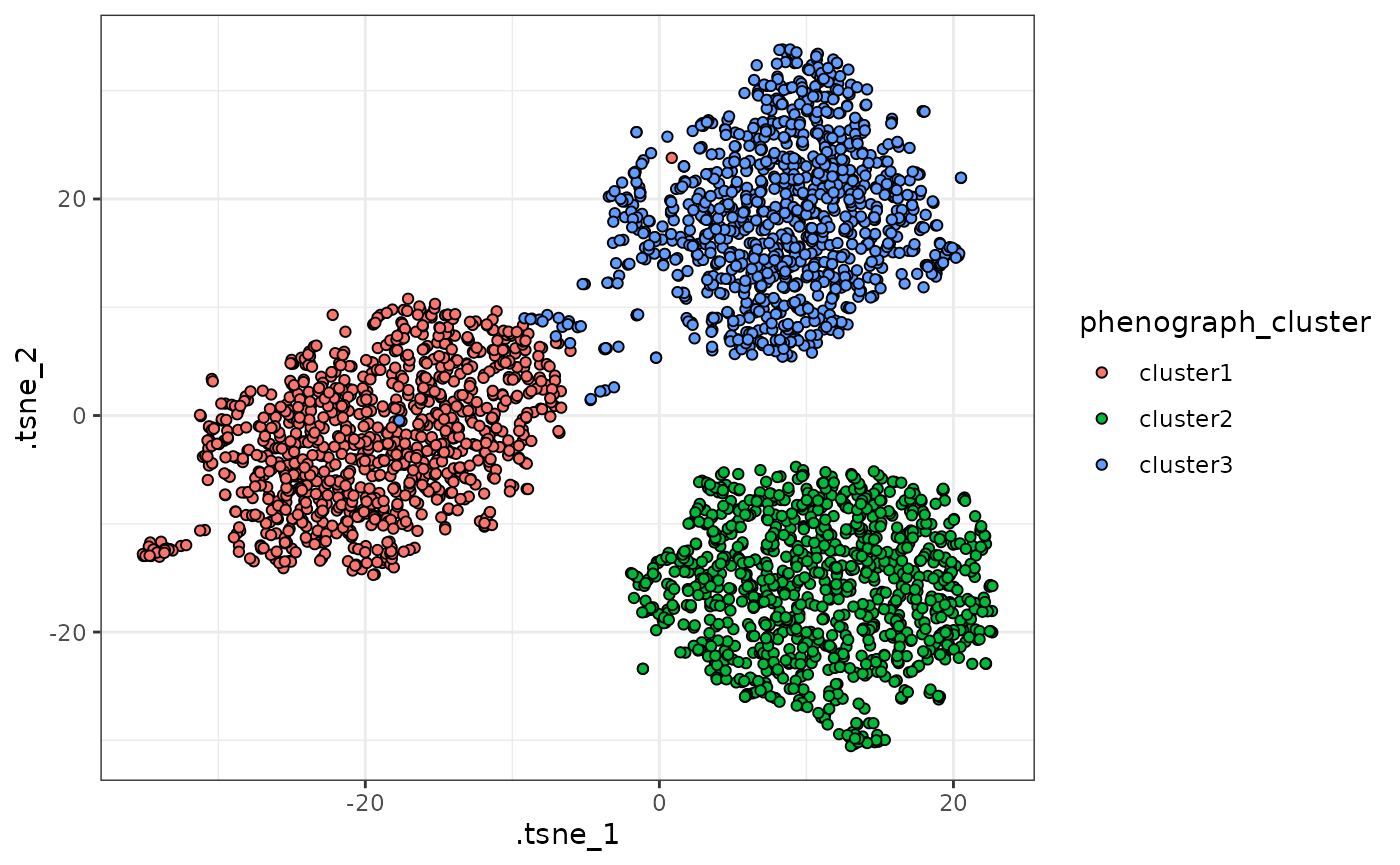 20
0
-20
.tsne_2
-20
0
20
.tsne_1
phenograph_cluster
cluster1
cluster2
cluster3